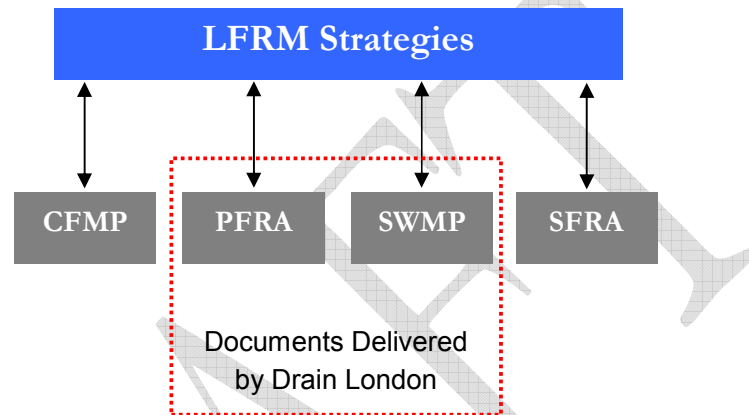 LFRM Strategies
CFMP
PFRA
SWMP
SFRA
Documents Delivered
by Drain London